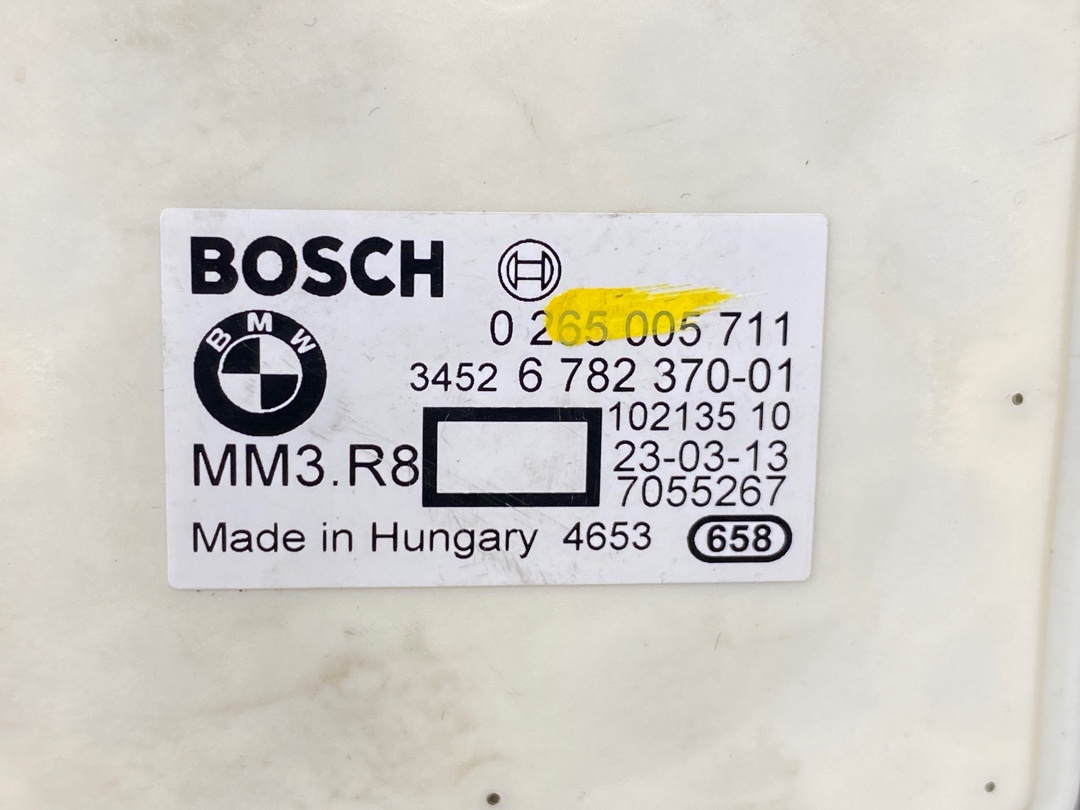 BOSCH
0 265 005 711
BMW
3452 6 782 370-01
102135 10
MM3.R8
23-03-13
7055267
Made in Hungary 4653 658